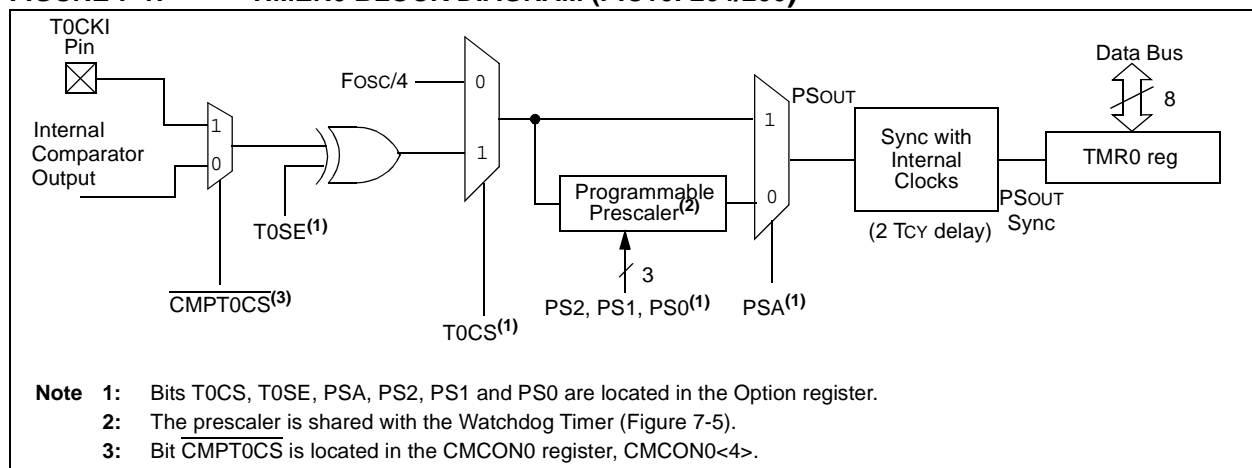 T0CKI
Pin
Internal
Comparator
Output
1
0
T0SE(1)
CMPT0CS(3)
FOSC/4
0
1
T0CS(1)
Programmable
Prescaler(2)
3
PS2, PS1, PS0(1)
1
0
PSA(1)
PSOUT
Sync with
Internal
Clocks
(2 TCY delay)
PSOUT
Sync
Data Bus
8
TMR0 reg
Note 1: Bits T0CS, T0SE, PSA, PS2, PS1 and PS0 are located in the Option register.
2: The prescaler is shared with the Watchdog Timer (Figure 7-5).
3: Bit CMPT0CS is located in the CMCON0 register, CMCON0<4>.